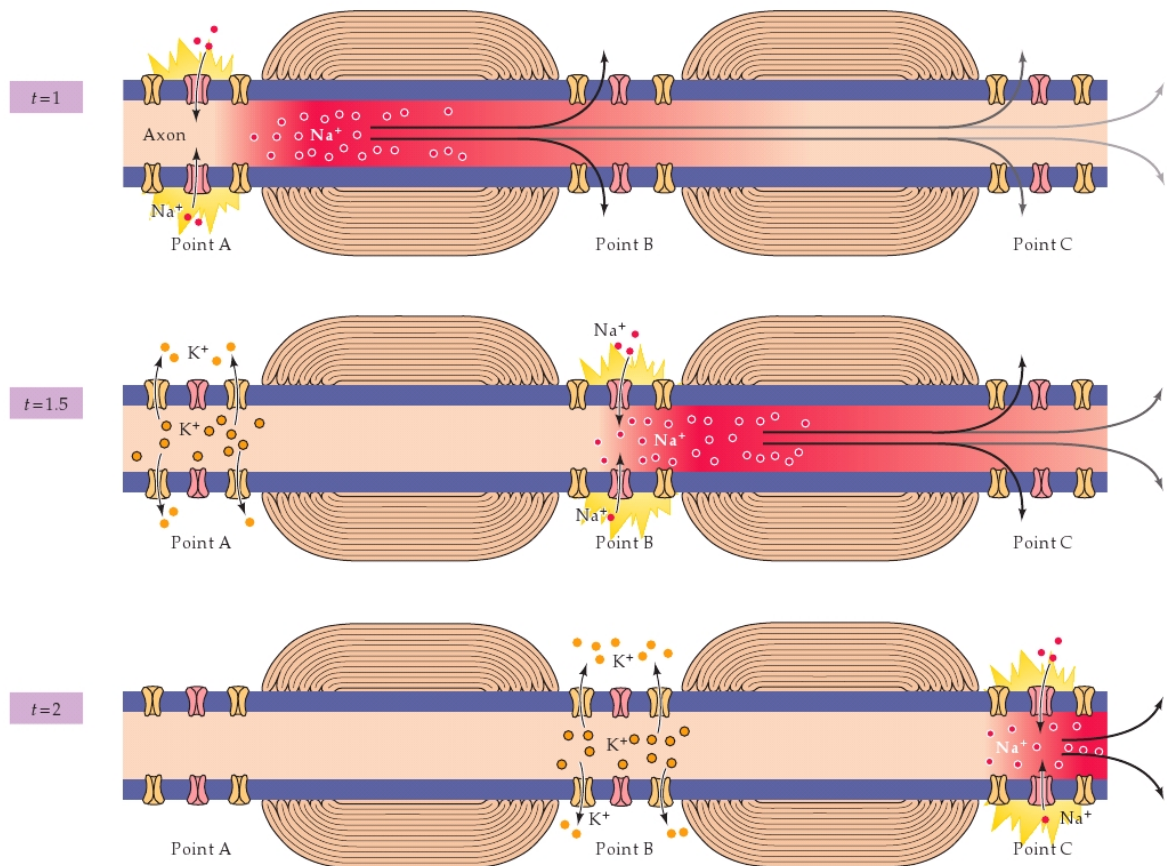 t=1
Axon
Na⁺
Na⁺
Point A
Point B
Point C
t=1.5
K⁺
K⁺
Na⁺
Na⁺
Na⁺
Point A
Point B
Point C
t=2
K⁺
K⁺
K⁺
Na⁺
Na⁺
Point A
Point B
Point C